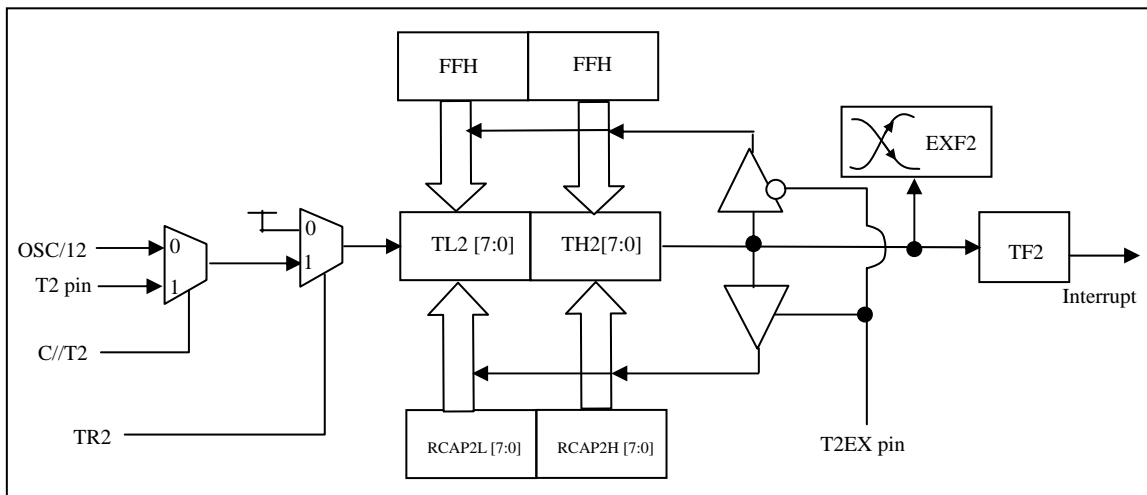 FFH FFH
EXF2
OSC/12 0 0 TL2 [7:0] TH2[7:0] TF2
T2 pin 1 1
Interrupt
C//T2
TR2 RCAP2L [7:0] RCAP2H [7:0] T2EX pin